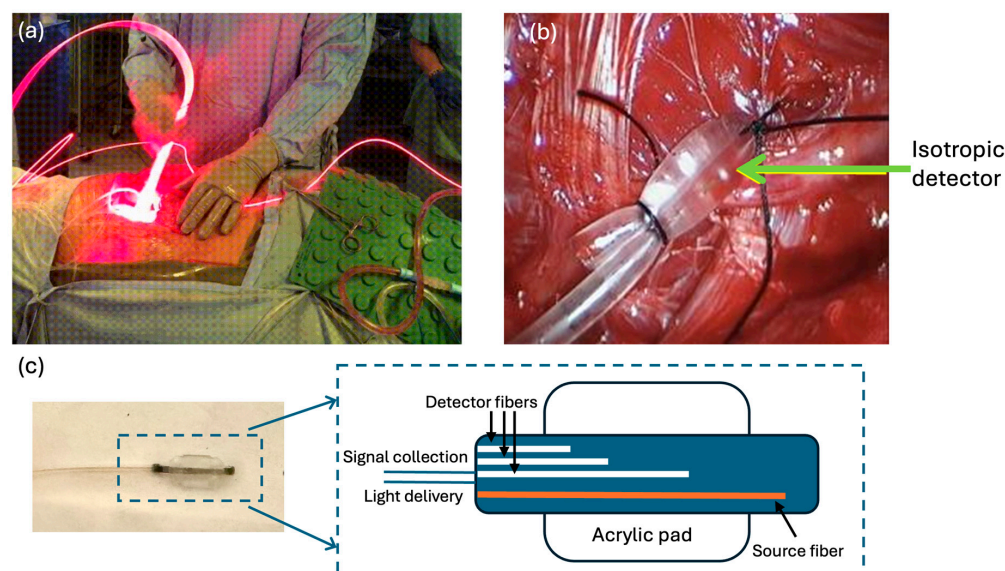 (a)
(b)
Isotropic
detector
(c)
Detector fibers
Signal collection
Light delivery
Acrylic pad
Source fiber